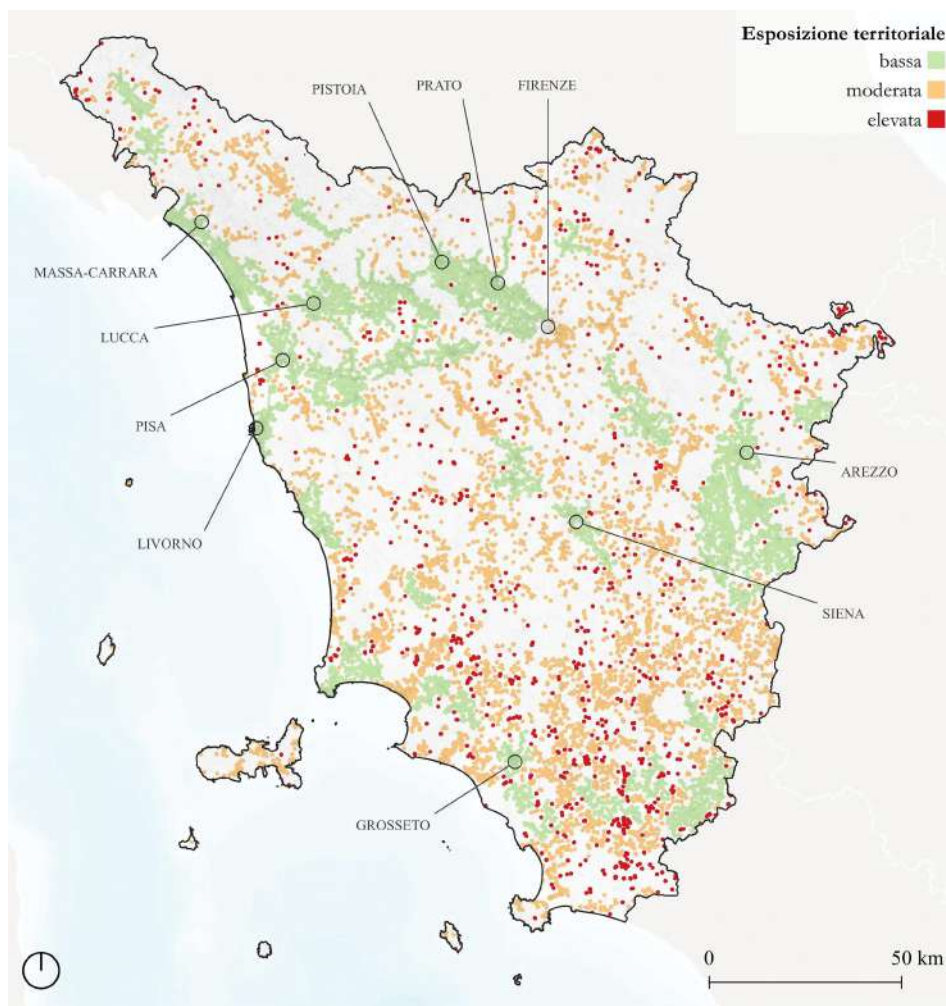 Esposizione territoriale
bassa
moderata
elevata
PISTOIA
PRATO
FIRENZE
MASSA-CARRARA
LUCCA
PISA
AREZZO
LIVORNO
SIENA
GROSSETO
0 50 km